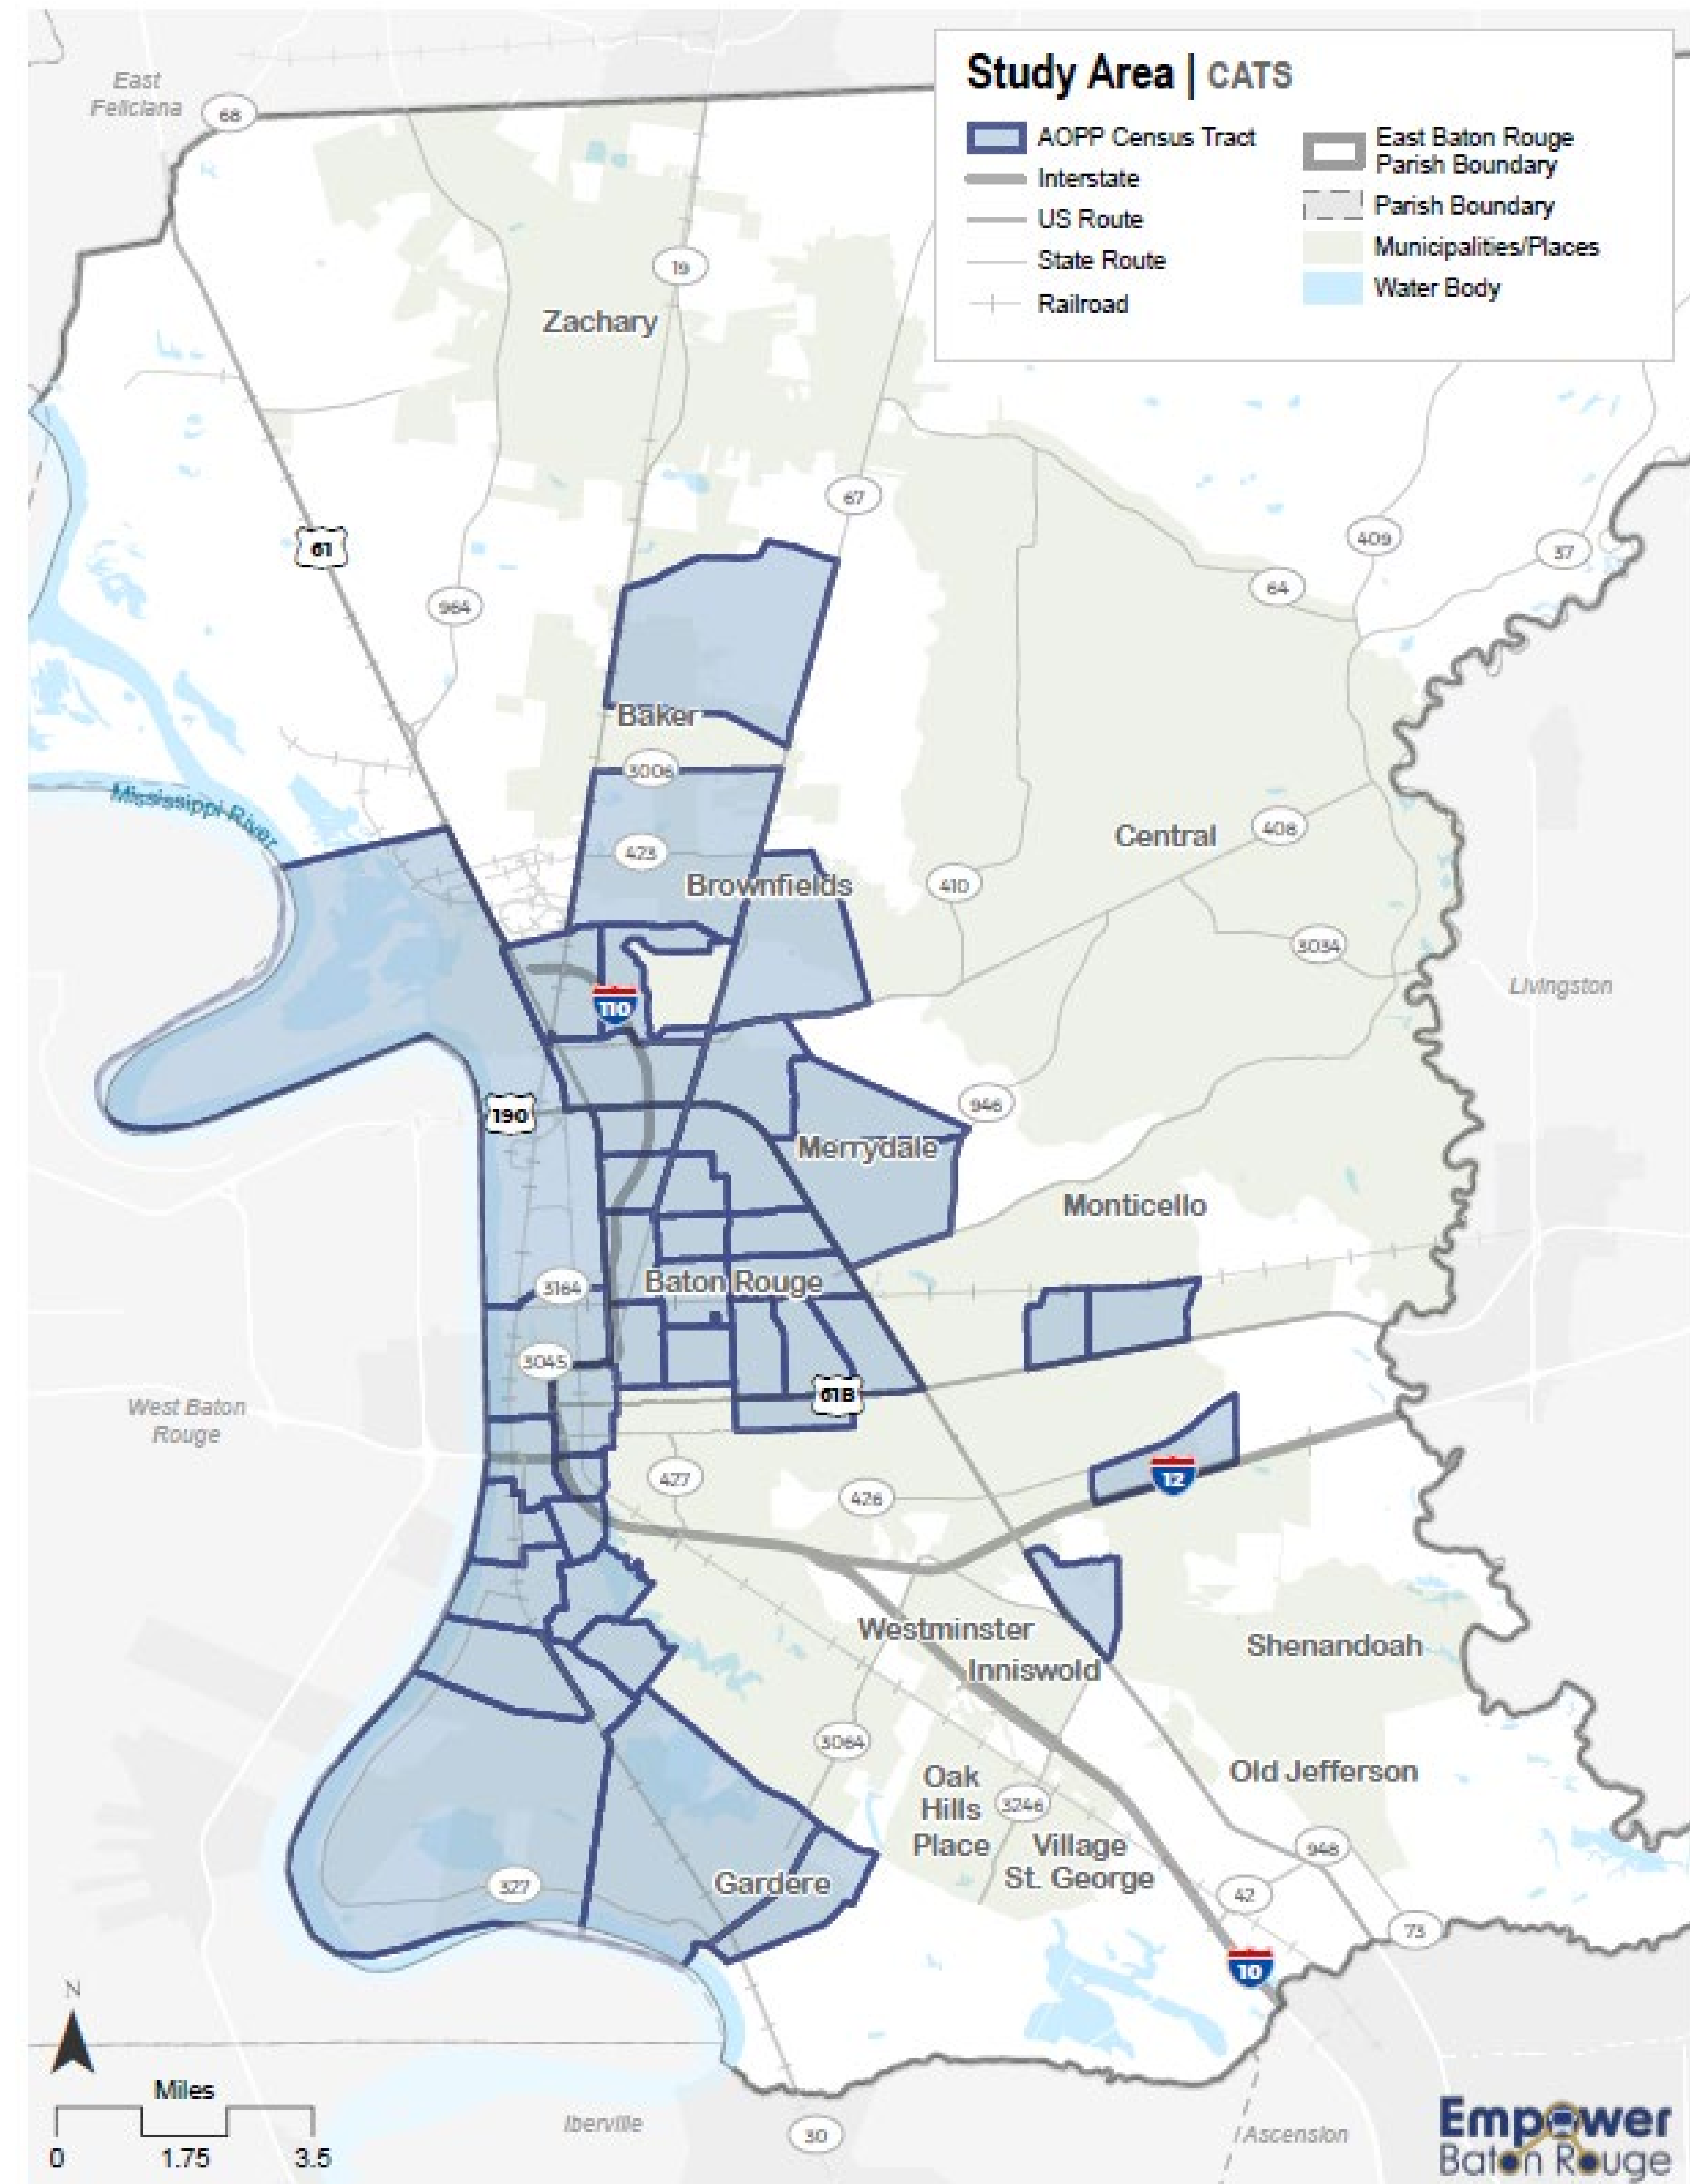 Study Area | CATS
AOPP Census Tract
Interstate
US Route
State Route
Railroad
East Baton Rouge
Parish Boundary
Parish Boundary
Municipalities/Places
Water Body
East
Feliciana
68
19
Zachary
67
61
409
37
64
964
Baker
3006
Mississippi River
423
Central
408
Brownfields
410
3034
Livingston
110
190
946
Merrydale
Monticello
3164
Baton Rouge
3045
61B
West Baton
Rouge
427
426
12
Westminster
Inniswold
Shenandoah
3064
Oak
Hills
Place
3246
Old Jefferson
Village
St. George
948
Gardere
327
42
73
10
N
Miles
0
1.75
3.5
Iberville
30
Ascension
Empower
Baton Rouge